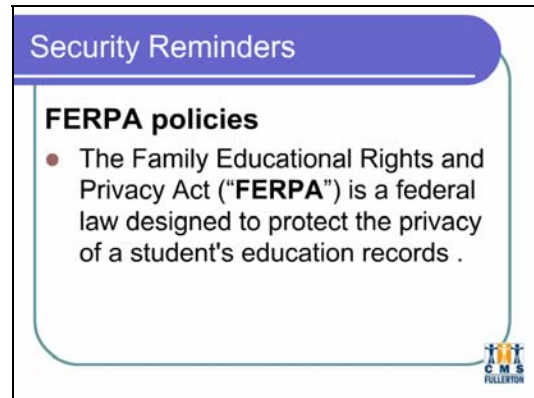 Security Reminders
FERPA policies
The Family Educational Rights and
Privacy Act (“FERPA”) is a federal
law designed to protect the privacy
of a student's education records .
C M S
FULLERTON